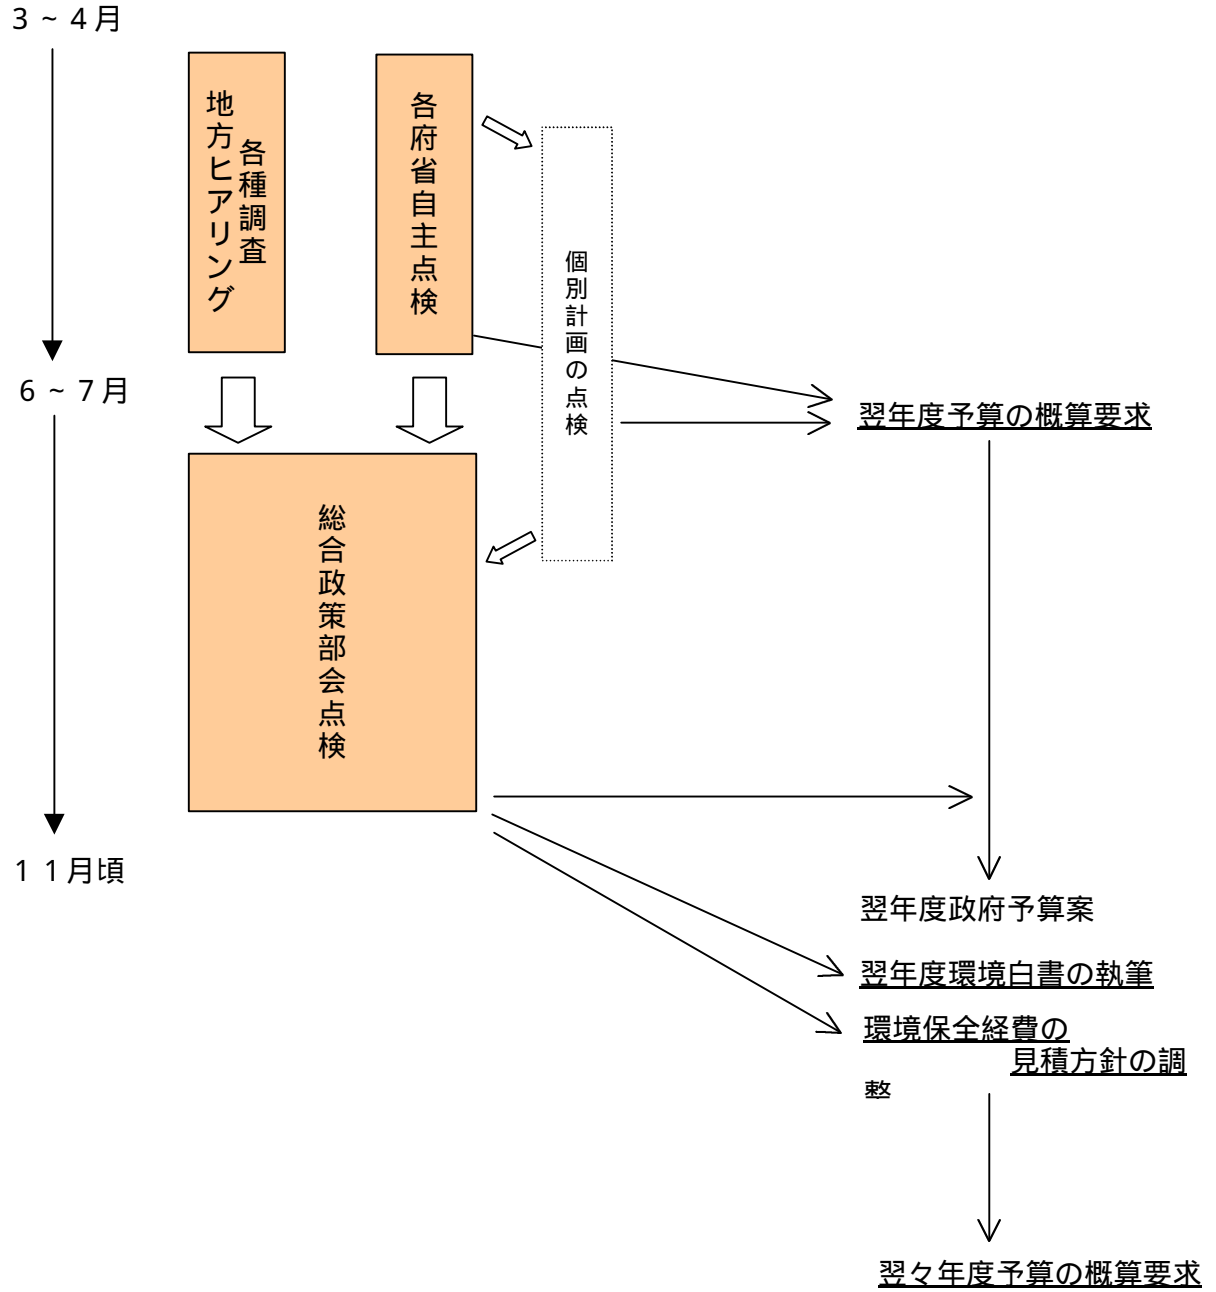 3 ~ 4 月
各種調査
地方ヒアリング
各府省自主点検
個別計画の点検
6 ~ 7 月
翌年度予算の概算要求
総合政策部会点検
1 1 月頃
翌年度政府予算案
翌年度環境白書の執筆
環境保全経費の
見積方針の調
整
翌々年度予算の概算要求